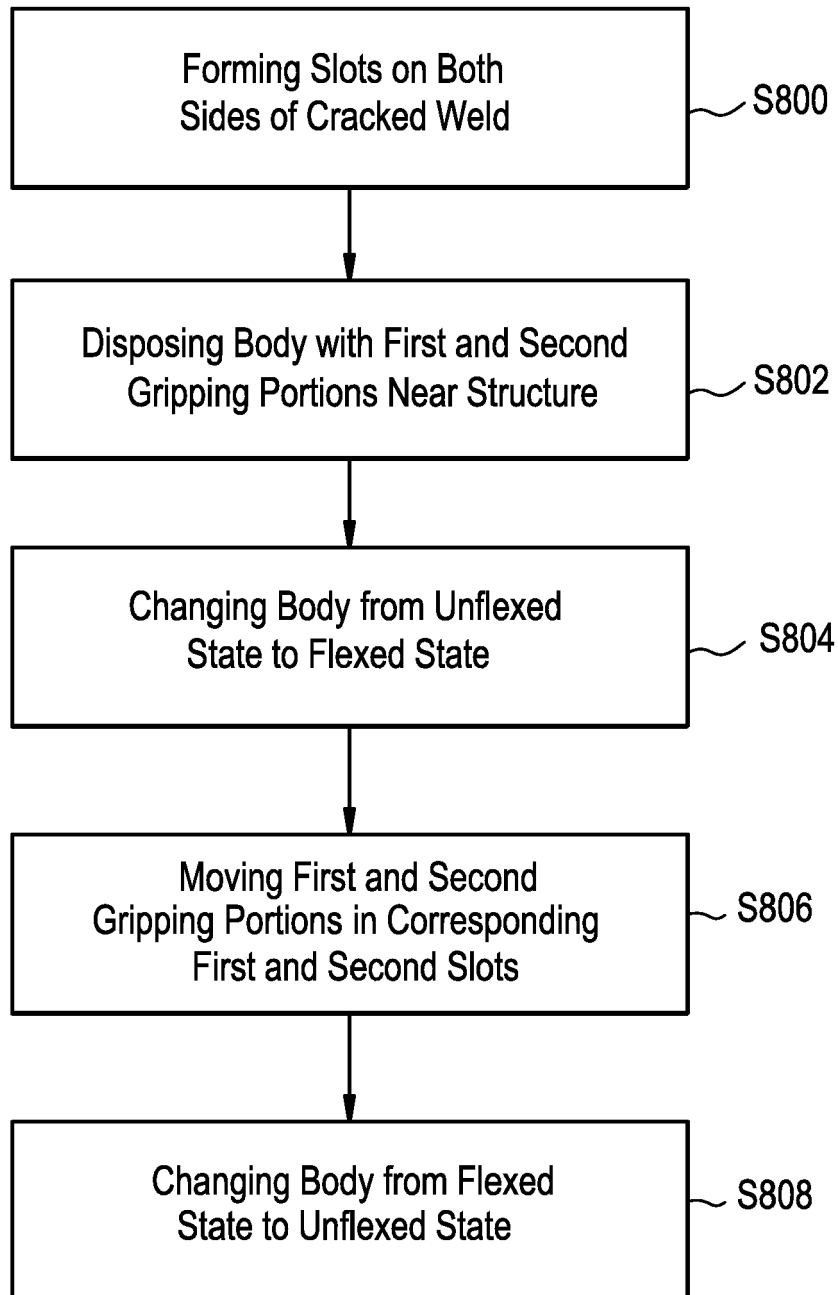 Forming Slots on Both
Sides of Cracked Weld
S800
Disposing Body with First and Second
Gripping Portions Near Structure
S802
Changing Body from Unflexed
State to Flexed State
S804
Moving First and Second
Gripping Portions in Corresponding
First and Second Slots
S806
Changing Body from Flexed
State to Unflexed State
S808